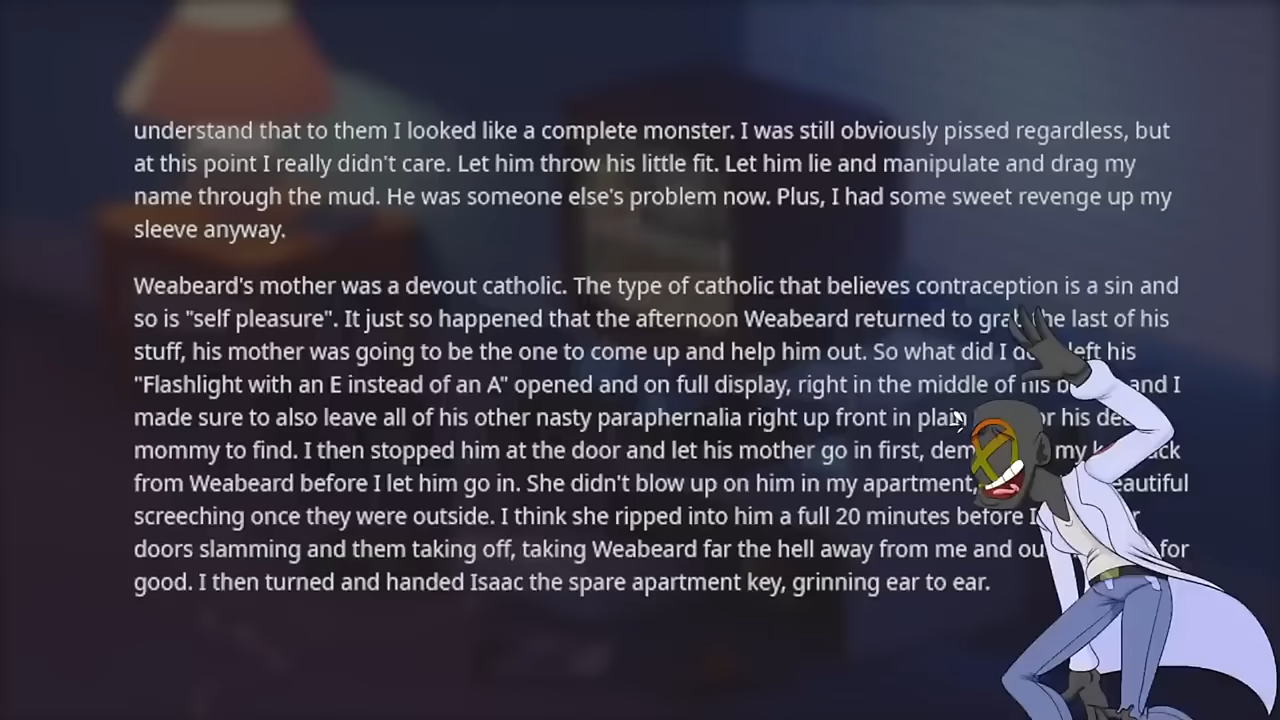 understand that to them I looked like a complete monster. I was still obviously pissed regardless, but
at this point I really didn't care. Let him throw his little fit. Let him lie and manipulate and drag my
name through the mud. He was someone else's problem now. Plus, I had some sweet revenge up my
sleeve anyway.
Weabeard's mother was a devout catholic. The type of catholic that believes contraception is a sin and
so is "self pleasure". It just so happened that the afternoon Weabeard returned to the last of his
stuff, his mother was going to be the one to come up and help him out. So what did I left his
"Flashlight with an E instead of an A" opened and on full display, right in the middle of his and I
made sure to also leave all of his other nasty paraphernalia right up front in plain his
mommy to find. I then stopped him at the door and let his mother go in first, my
from Weabeard before I let him go in. She didn't blow up on him in my apartment,
screeching once they were outside. I think she ripped into him a full 20 minutes before
doors slamming and them taking off, taking Weabeard far the hell away from me and for
good. I then turned and handed Isaac the spare apartment key, grinning ear to ear.